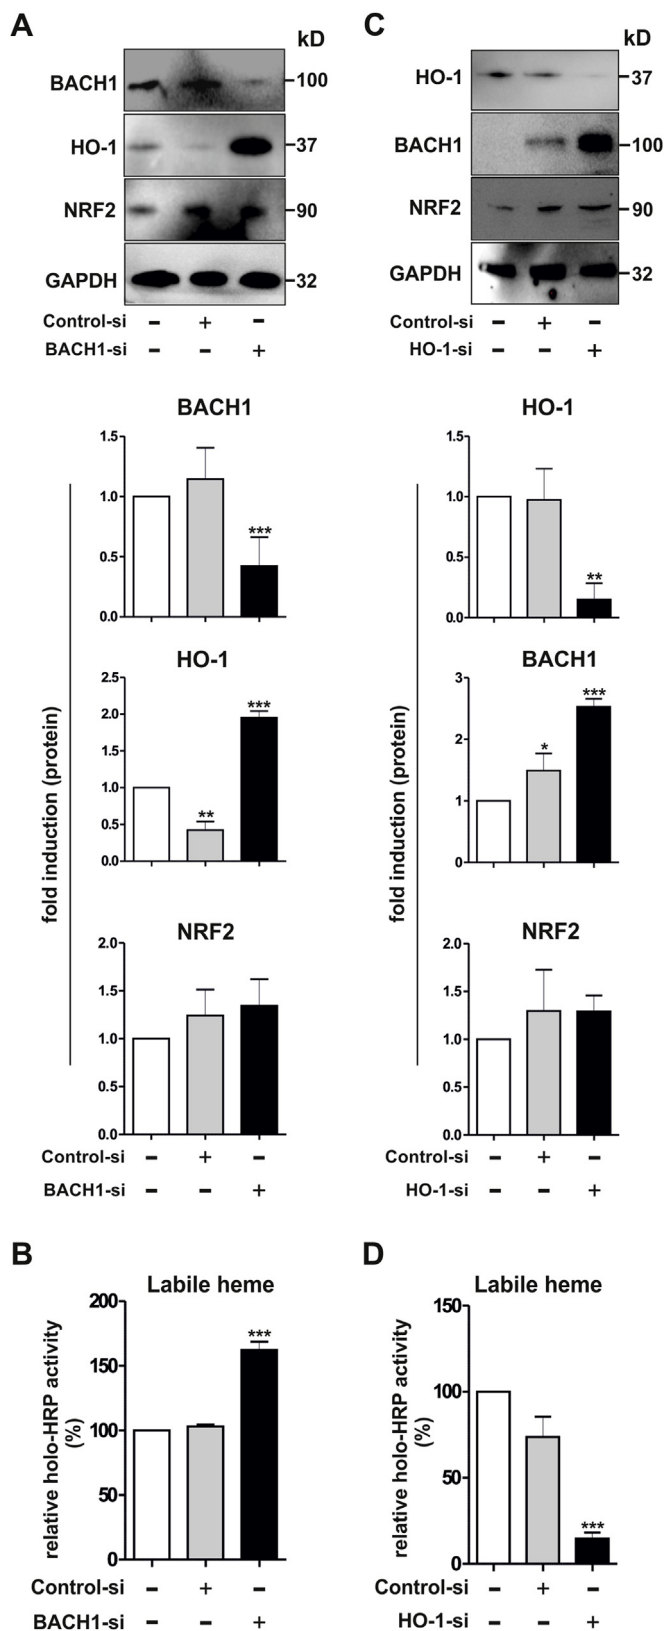 A
kD
BACH1
100
HO-1
37
NRF2
90
GAPDH
32
Control-si - + -
BACH1-si - - +
BACH1
1.5
1.0
***
0.5
0.0
HO-1
2.5
***
2.0
1.5
1.0
**
0.5
0.0
fold induction (protein)
NRF2
2.0
1.5
1.0
0.5
0.0
Control-si - + -
BACH1-si - - +
C
kD
HO-1
37
BACH1
100
NRF2
90
GAPDH
32
Control-si - + -
HO-1-si - - +
HO-1
1.5
1.0
**
0.5
0.0
BACH1
3
***
2
*
1
0
fold induction (protein)
NRF2
2.0
1.5
1.0
0.5
0.0
Control-si - + -
HO-1-si - - +
B
Labile heme
200
***
150
100
50
0
relative holo-HRP activity
(%)
Control-si - + -
BACH1-si - - +
D
Labile heme
150
100
50
***
0
relative holo-HRP activity
(%)
Control-si - + -
HO-1-si - - +